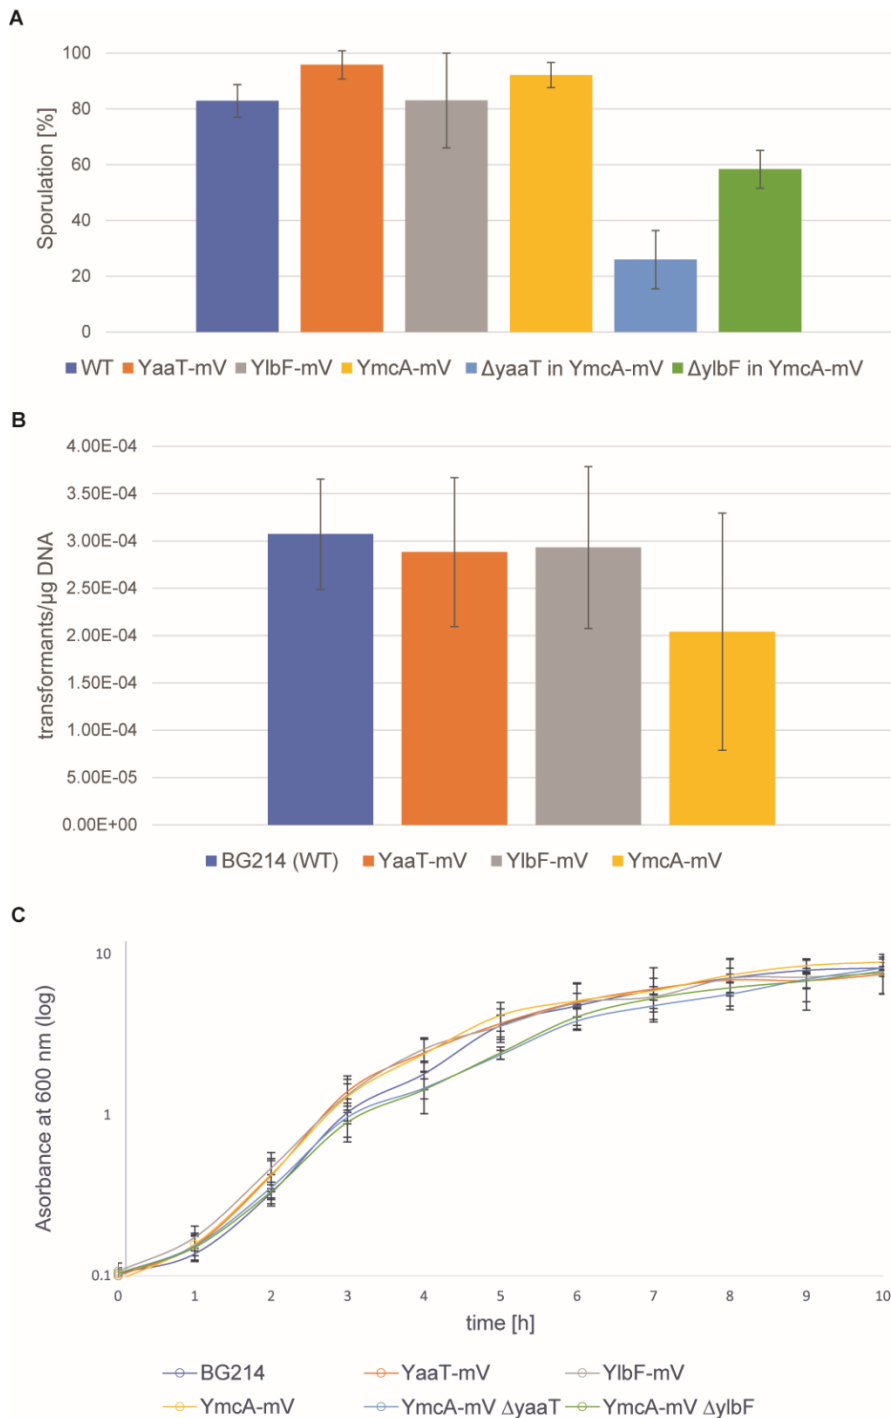 A
Sporulation [%]
100
80
60
40
20
0
WT YaaT-mV YlbF-mV YmcA-mV ΔyaaT in YmcA-mV ΔylbF in YmcA-mV
B
transformants/µg DNA
4.00E-04
3.50E-04
3.00E-04
2.50E-04
2.00E-04
1.50E-04
1.00E-04
5.00E-05
0.00E+00
BG214 (WT) YaaT-mV YlbF-mV YmcA-mV
C
Asorbance at 600 nm (log)
10
1
0.1
0 1 2 3 4 5 6 7 8 9 10
time [h]
BG214 YaaT-mV YlbF-mV
YmcA-mV YmcA-mV ΔyaaT YmcA-mV ΔylbF